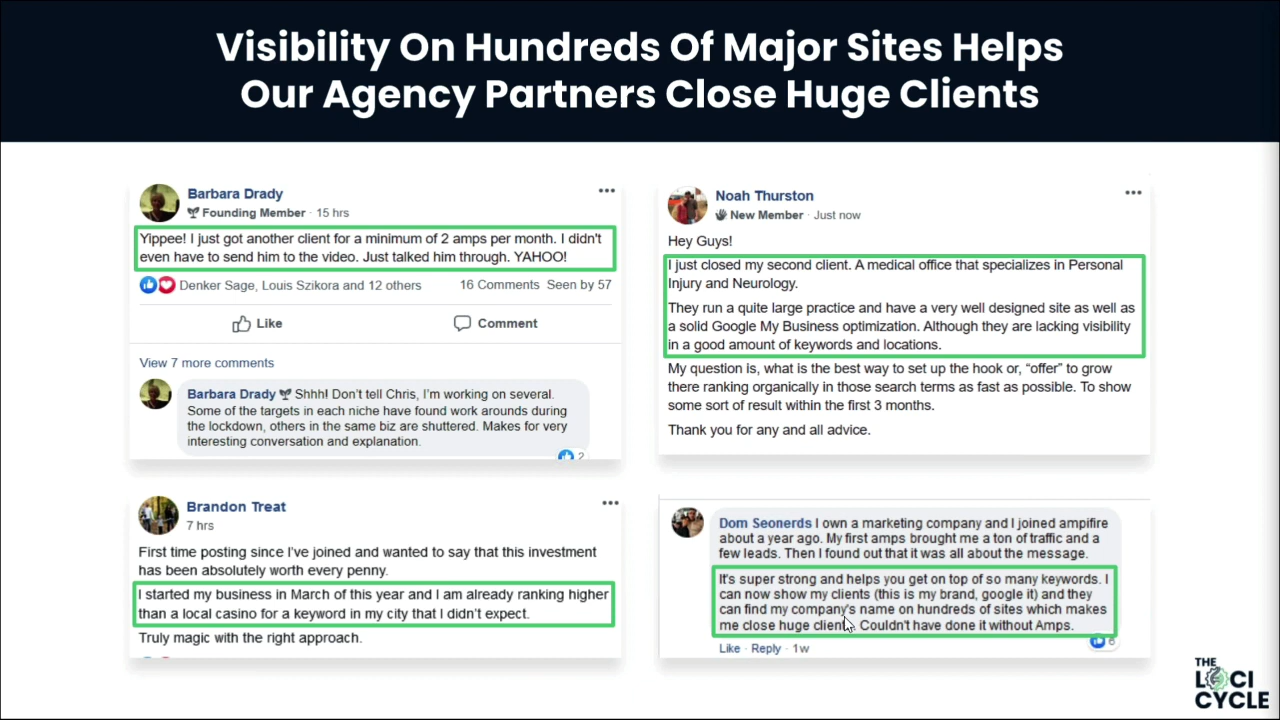 Visibility On Hundreds Of Major Sites Helps
Our Agency Partners Close Huge Clients
Barbara Drady
Founding Member · 15 hrs
Yippee! I just got another client for a minimum of 2 amps per month. I didn't
even have to send him to the video. Just talked him through. YAHOO!
Denker Sage, Louis Szikora and 12 others
16 Comments Seen by 57
Like
Comment
View 7 more comments
Barbara Drady Shhh! Don't tell Chris, I'm working on several.
Some of the targets in each niche have found work arounds during
the lockdown, others in the same biz are shuttered. Makes for very
interesting conversation and explanation.
2
Noah Thurston
New Member · Just now
Hey Guys!
I just closed my second client. A medical office that specializes in Personal
Injury and Neurology.
They run a quite large practice and have a very well designed site as well as
a solid Google My Business optimization. Although they are lacking visibility
in a good amount of keywords and locations.
My question is, what is the best way to set up the hook or, “offer” to grow
there ranking organically in those search terms as fast as possible. To show
some sort of result within the first 3 months.
Thank you for any and all advice.
Brandon Treat
7 hrs
First time posting since I've joined and wanted to say that this investment
has been absolutely worth every penny.
I started my business in March of this year and I am already ranking higher
than a local casino for a keyword in my city that I didn't expect.
Truly magic with the right approach.
Dom Seonerds I own a marketing company and I joined ampifire
about a year ago. My first amps brought me a ton of traffic and a
few leads. Then I found out that it was all about the message.
It's super strong and helps you get on top of so many keywords. I
can now show my clients (this is my brand, google it) and they
can find my company's name on hundreds of sites which makes
me close huge clients. Couldn't have done it without Amps.
6
Like · Reply · 1w
THE
LOCI
CYCLE